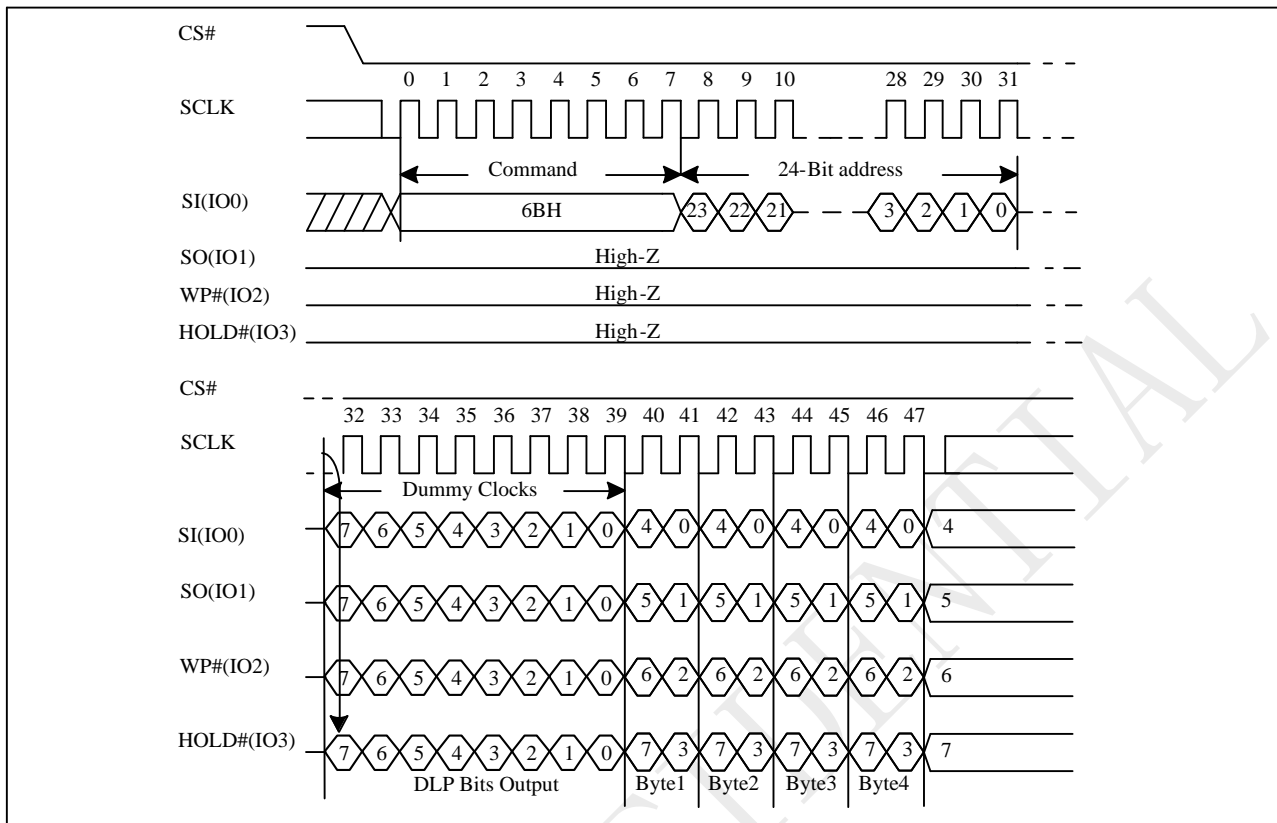 CS#
0 1 2 3 4 5 6 7 8 9 10 28 29 30 31
SCLK
Command 24-Bit address
SI(IO0) 6BH 23 22 21 3 2 1 0
SO(IO1) High-Z
WP#(IO2) High-Z
HOLD#(IO3) High-Z
CS#
32 33 34 35 36 37 38 39 40 41 42 43 44 45 46 47
SCLK
Dummy Clocks
SI(IO0) 7 6 5 4 3 2 1 0 4 0 4 0 4 0 4 0 4
SO(IO1) 7 6 5 4 3 2 1 0 5 1 5 1 5 1 5 1 5
WP#(IO2) 7 6 5 4 3 2 1 0 6 2 6 2 6 2 6 2 6
HOLD#(IO3) 7 6 5 4 3 2 1 0 7 3 7 3 7 3 7 3 7
DLP Bits Output Byte1 Byte2 Byte3 Byte4